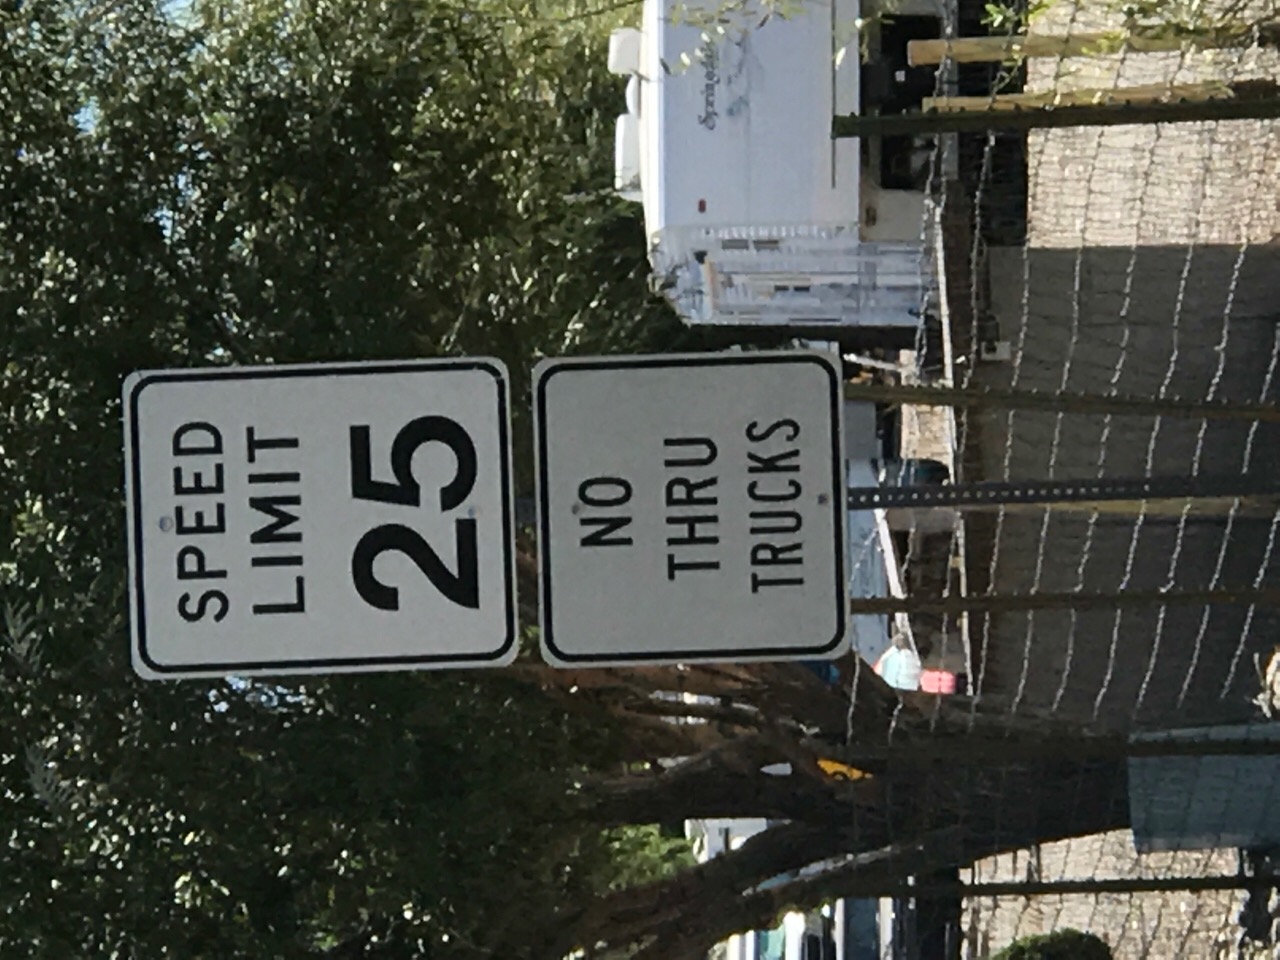 SPEED
LIMIT
25
NO
THRU
TRUCKS